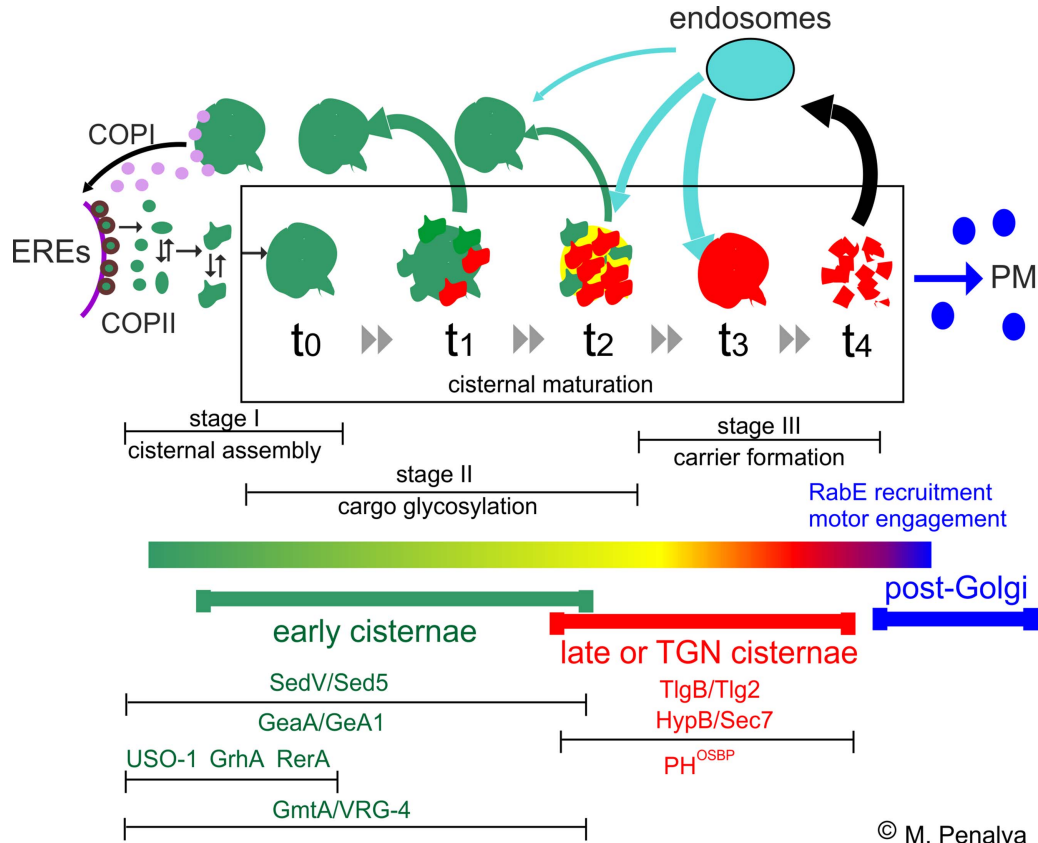 endosomes
COPI
EREs
COPII
PM
t0 t1 t2 t3 t4
cisternal maturation
stage I
cisternal assembly
stage III
carrier formation
stage II
cargo glycosylation
RabE recruitment
motor engagement
post-Golgi
early cisternae
late or TGN cisternae
SedV/Sed5
GeaA/GeA1
USO-1 GrhA RerA
GmtA/VRG-4
TlgB/Tlg2
HypB/Sec7
PH^OSBP
© M. Penalva